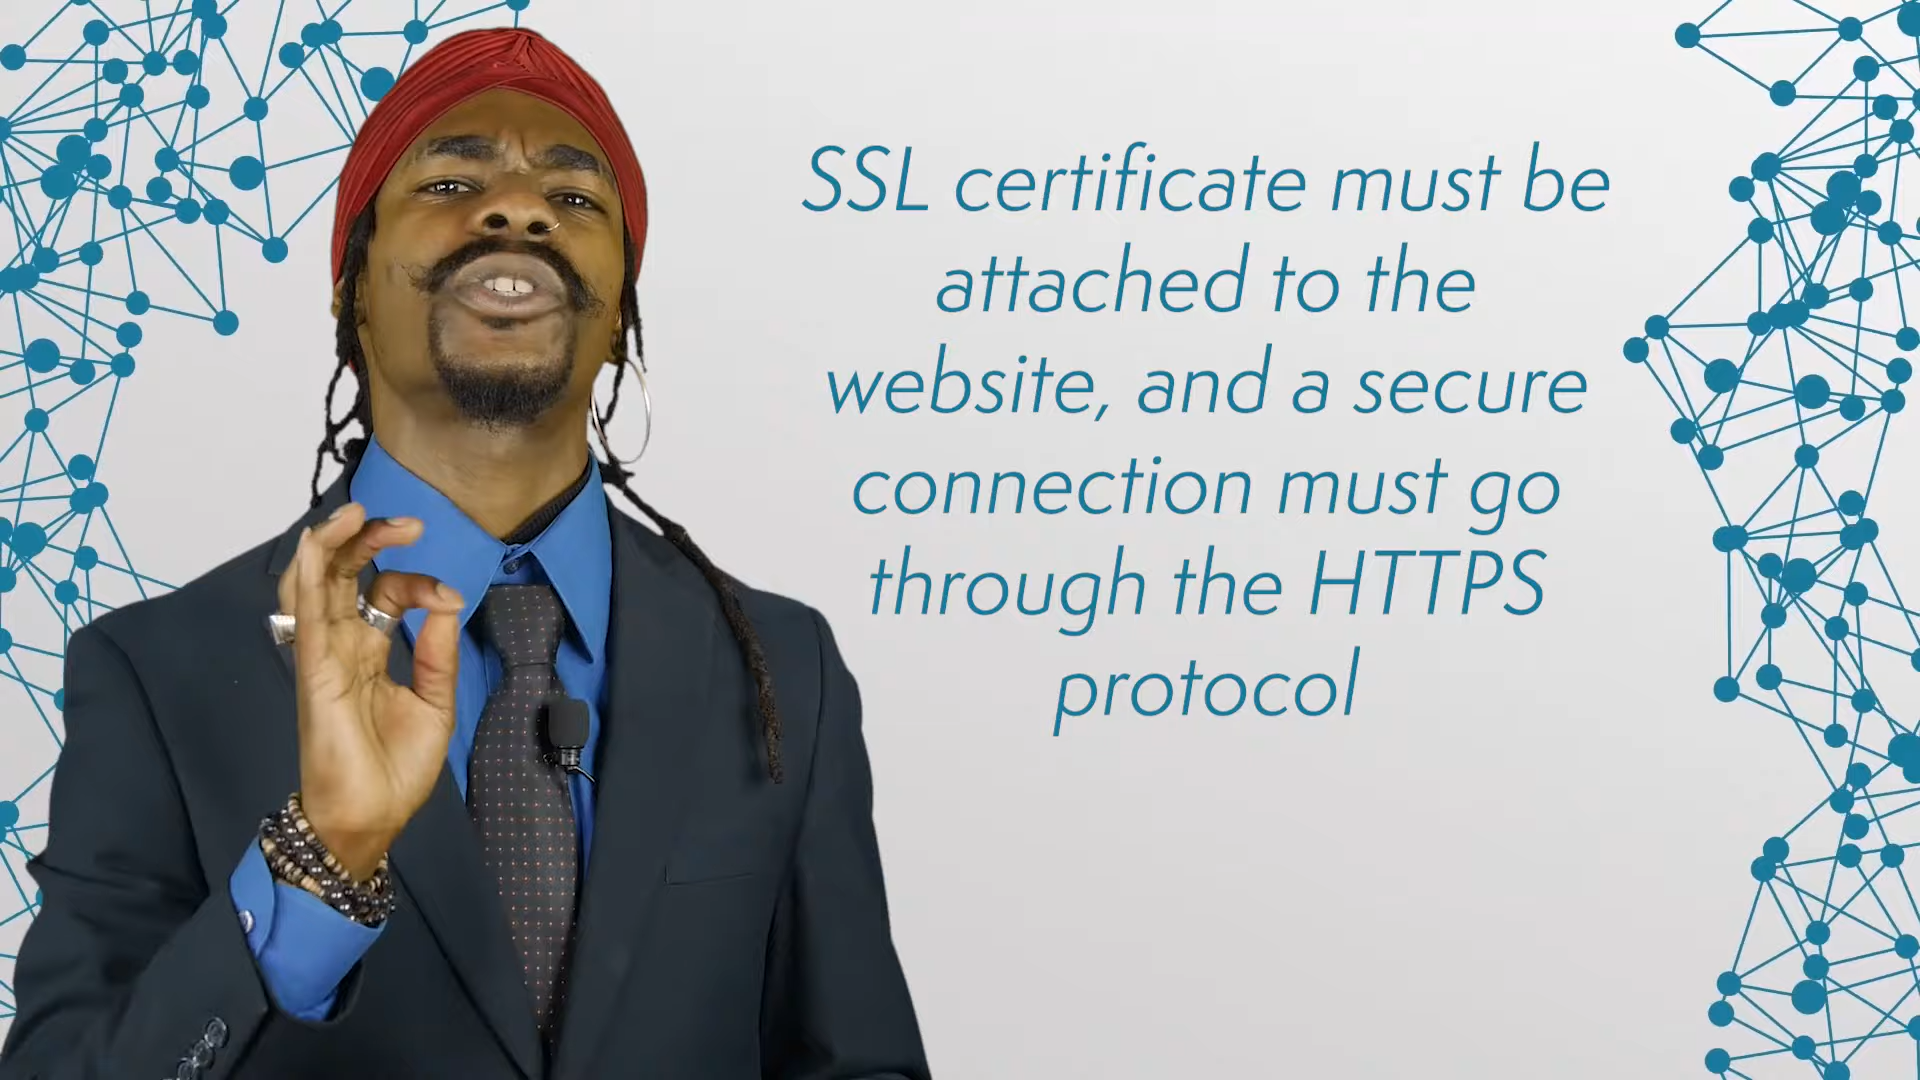 SSL certificate must be
attached to the
website, and a secure
connection must go
through the HTTPS
protocol